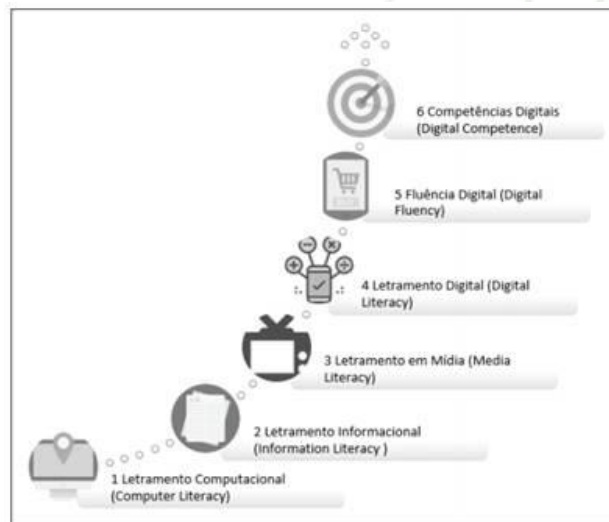 6 Competências Digitais
(Digital Competence)
5 Fluência Digital (Digital
Fluency)
4 Letramento Digital (Digital
Literacy)
3 Letramento em Mídia (Media
Literacy)
2 Letramento Informacional
(Information Literacy )
1 Letramento Computacional
(Computer Literacy)